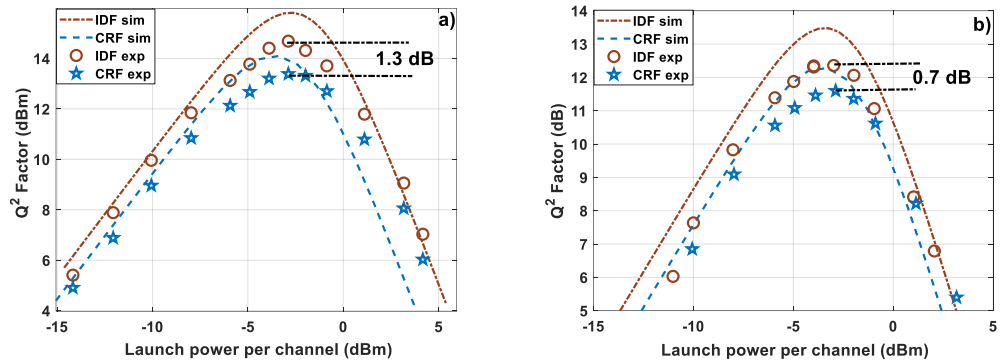 IDF sim
CRF sim
IDF exp
CRF exp
a)
1.3 dB
14
12
10
8
6
4
-15
-10
-5
0
5
Q² Factor (dBm)
Launch power per channel (dBm)
IDF sim
CRF sim
IDF exp
CRF exp
b)
0.7 dB
14
13
12
11
10
9
8
7
6
5
-15
-10
-5
0
Q² Factor (dB)
Launch power per channel (dBm)